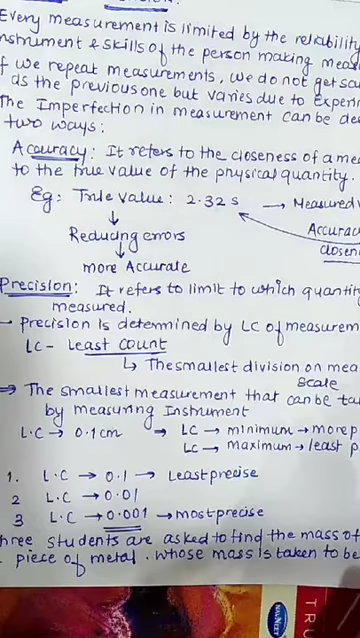 Every measurement is limited by the reliability
instrument & skills of the person making
If we repeat measurements, we do not get
as the previous one but varies due to
The Imperfection in measurement can be
two ways:
Accuracy: It refers to the closeness of a
to the true value of the physical quantity.
Eg: True value: 2.32 s → Measured
↓
Reducing errors
↓
more Accurate
Precision: It refers to limit to which
measured.
→ Precision is determined by LC of
LC - Least count
↳ The smallest division on
Scale
⇒ The smallest measurement that can be
by measuring Instrument
L.C → 0.1cm ⇒ LC → minimum → more
LC → maximum → least
1. L.C → 0.1 → Least precise
2 L.C → 0.01
3 L.C → 0.001 → most precise
students are asked to find the mass of
piece of metal. whose mass is taken to be
TRU
NAVNEET